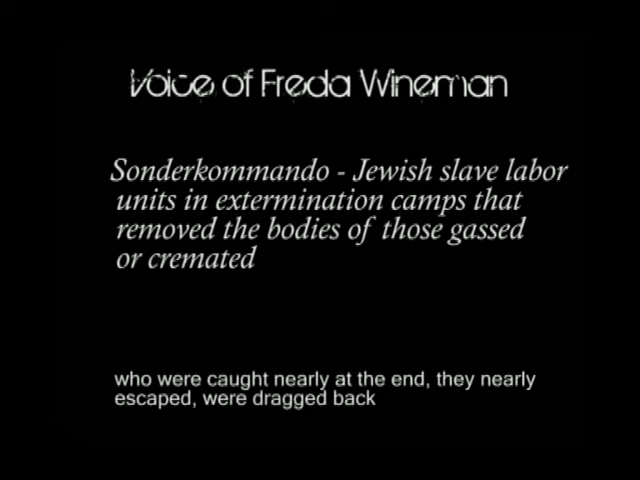 Voice of Freda Wineman
Sonderkommando - Jewish slave labor
units in extermination camps that
removed the bodies of those gassed
or cremated
who were caught nearly at the end, they nearly
escaped, were dragged back